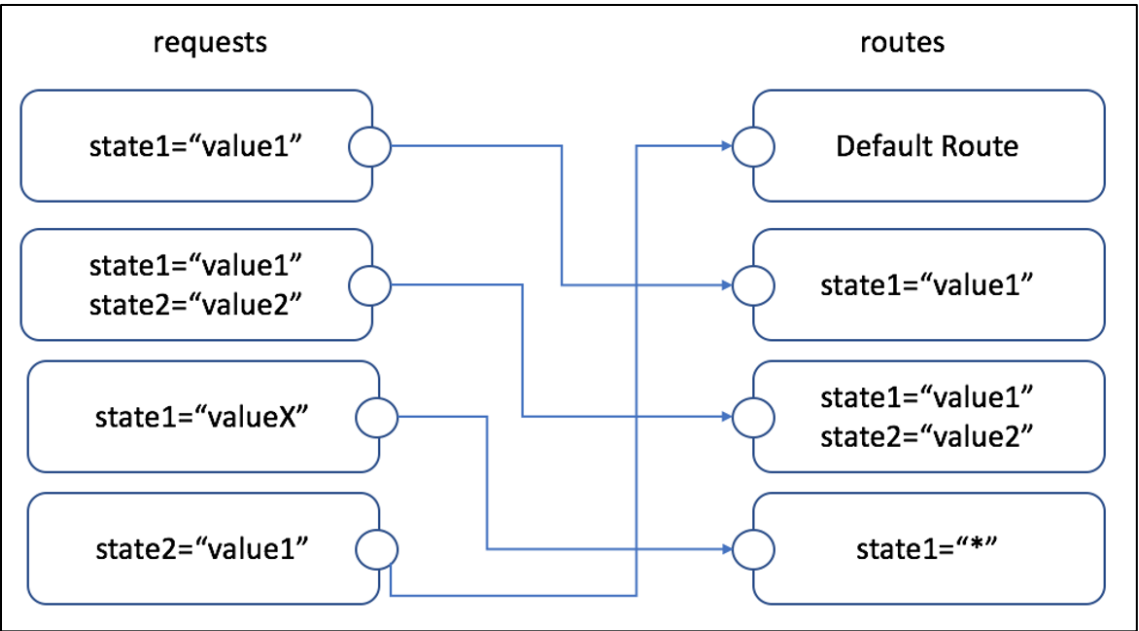 requests
routes
state1=“value1”
Default Route
state1=“value1”
state2=“value2”
state1=“value1”
state1=“valueX”
state1=“value1”
state2=“value2”
state2=“value1”
state1=“*”